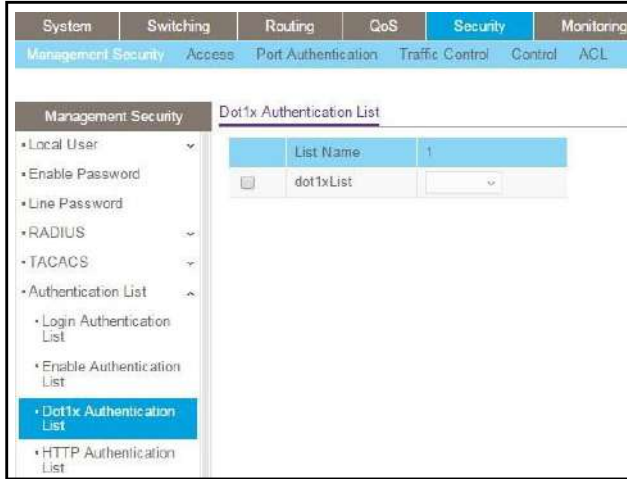 System Switching Routing QoS Security Monitoring
Management Security Access Port Authentication Traffic Control Control ACL
Management Security
Dot1x Authentication List
Local User
Enable Password
Line Password
RADIUS
TACACS
Authentication List
Login Authentication
List
Enable Authentication
List
Dot1x Authentication
List
HTTP Authentication
List
List Name 1
dot1xList